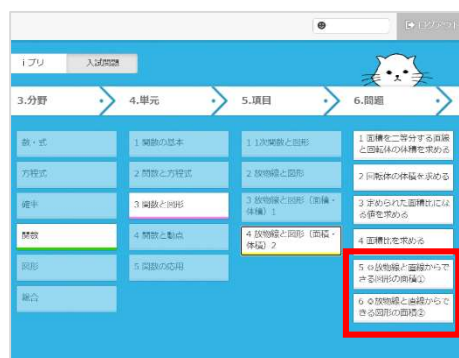 ログアウト
iプリ
入試問題
3.分野
4.単元
5.項目
6.問題
数・式
1 関数の基本
1 1次関数と図形
1 面積を二等分する直線
と回転体の体積を求める
方程式
2 関数と方程式
2 放物線と図形
2 回転体の体積を求める
確率
3 関数と図形
3 放物線と図形（面積・
体積）1
3 定められた面積比にな
る値を求める
関数
4 関数と動点
4 放物線と図形（面積・
体積）2
4 面積比を求める
図形
5 関数の応用
5 ✿放物線と直線からで
きる図形の面積①
総合
6 ✿放物線と直線からで
きる図形の面積②